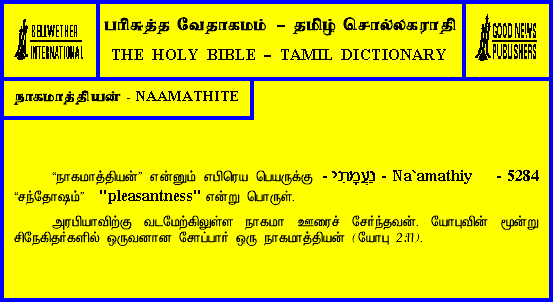 BELLWETHER
INTERNATIONAL
பரிசுத்த வேதாகமம் – தமிழ் சொல்லகராதி
THE HOLY BIBLE – TAMIL DICTIONARY
GOOD NEWS
PUBLISHERS
நாகமாத்தியன் - NAAMATHITE
“நாகமாத்தியன்” என்னும் எபிரெய பெயருக்கு - נַעֲמָתִי - Na`amathiy - 5284
“சந்தோஷம்” "pleasantness" என்று பொருள்.
அரபியாவிற்கு வடமேற்கிலுள்ள நாகமா ஊரைச் சேர்ந்தவன். யோபுவின் மூன்று
சிநேகிதர்களில் ஒருவனான சோப்பார் ஒரு நாகமாத்தியன் (யோபு 2:11).